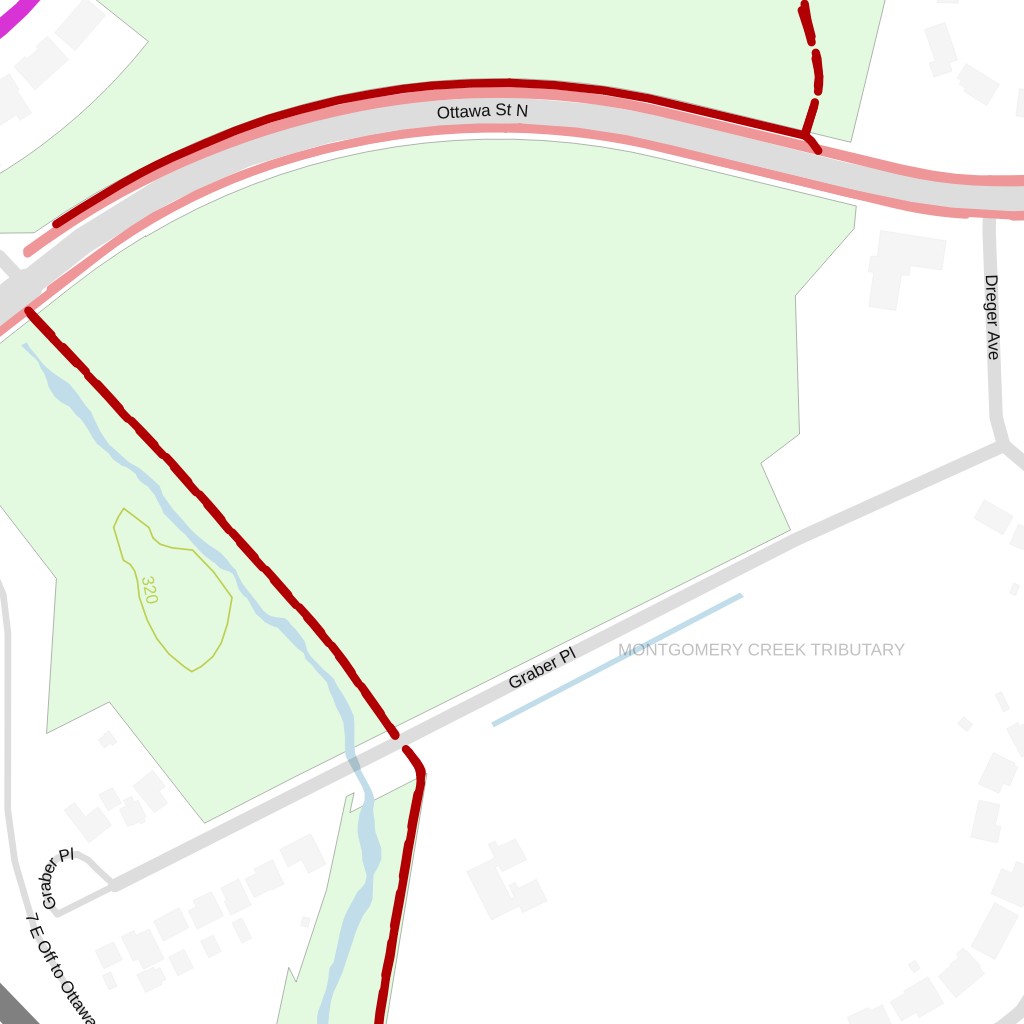 Ottawa St N
Dreger Ave
320
Graber Pl
MONTGOMERY CREEK TRIBUTARY
Graber Pl
7 E Off to Ottawa